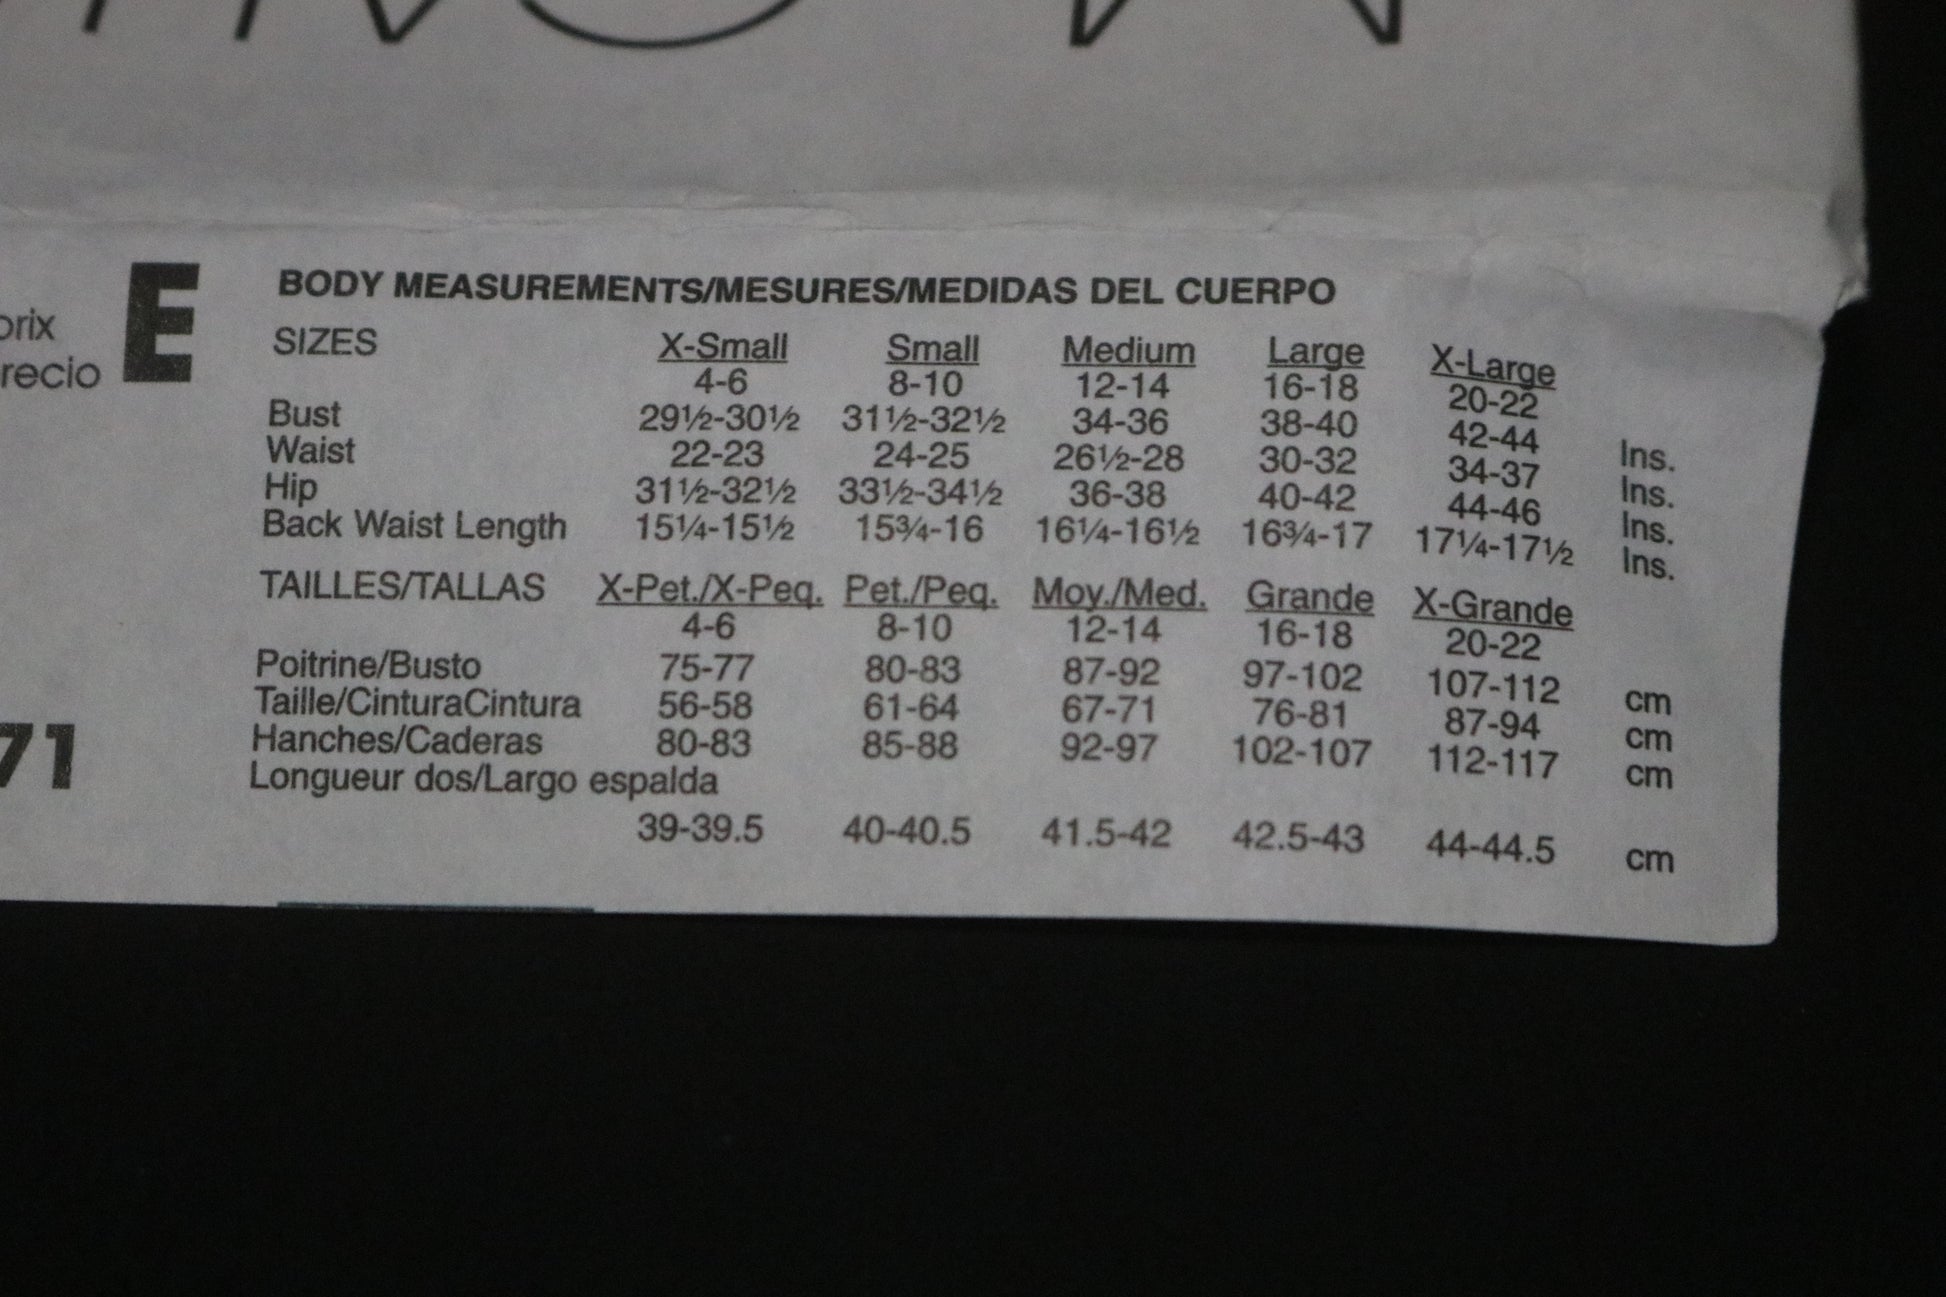 E
prix
recio
71
BODY MEASUREMENTS/MESURES/MEDIDAS DEL CUERPO
SIZES X-Small Small Medium Large X-Large
4-6 8-10 12-14 16-18 20-22
Bust 29½-30½ 31½-32½ 34-36 38-40 42-44 Ins.
Waist 22-23 24-25 26½-28 30-32 34-37 Ins.
Hip 31½-32½ 33½-34½ 36-38 40-42 44-46 Ins.
Back Waist Length 15¼-15½ 15¾-16 16¼-16½ 16¾-17 17¼-17½ Ins.
TAILLES/TALLAS X-Pet./X-Peq. Pet./Peq. Moy./Med. Grande X-Grande
4-6 8-10 12-14 16-18 20-22
Poitrine/Busto 75-77 80-83 87-92 97-102 107-112 cm
Taille/CinturaCintura 56-58 61-64 67-71 76-81 87-94 cm
Hanches/Caderas 80-83 85-88 92-97 102-107 112-117 cm
Longueur dos/Largo espalda
39-39.5 40-40.5 41.5-42 42.5-43 44-44.5 cm